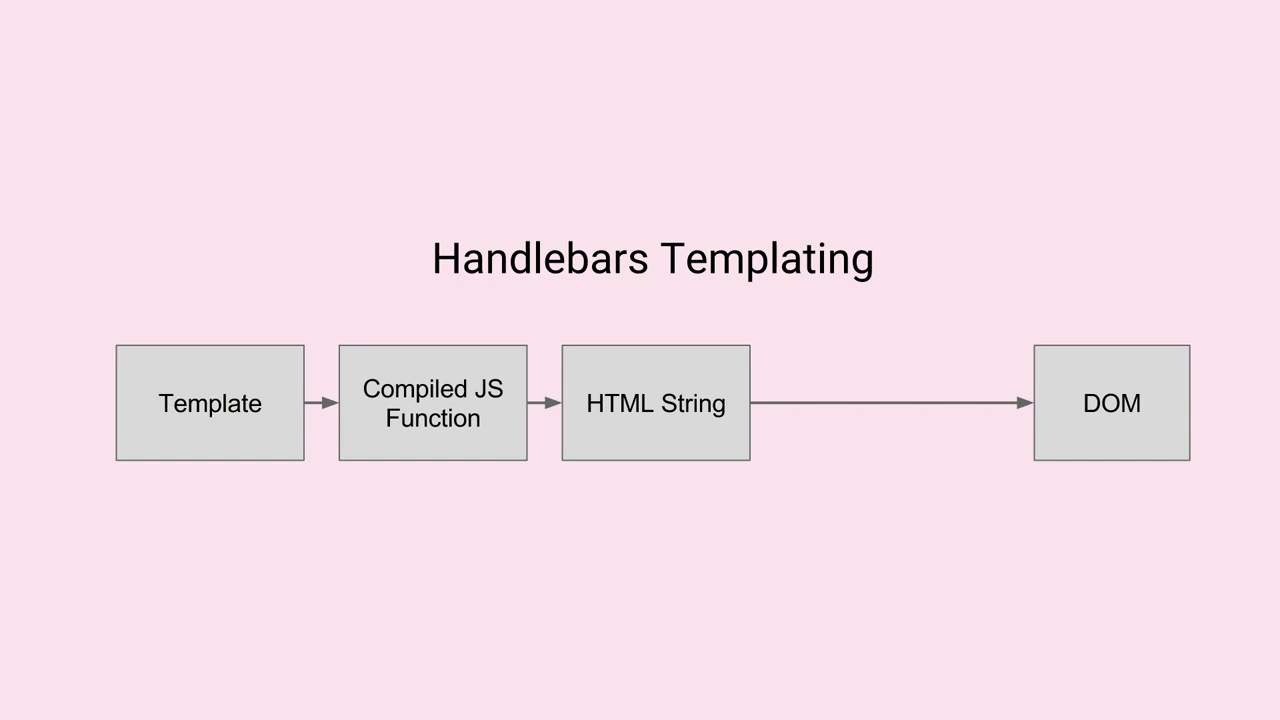 Handlebars Templating
Template
Compiled JS
Function
HTML String
DOM